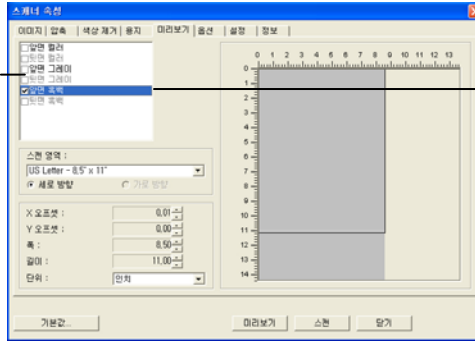 스캐너 속성
이미지 압축 색상 제거 용지 미리보기 옵션 설정 정보
앞면 컬러
뒷면 컬러
앞면 그레이
뒷면 그레이
앞면 흑백
뒷면 흑백
0 1 2 3 4 5 6 7 8 9 10 11 12 13
0
1
2
3
4
5
6
7
8
9
10
11
12
13
14
스캔 영역 :
US Letter - 8.5" x 11"
세로 방향 가로 방향
X 오프셋 : 0.01
Y 오프셋 : 0.00
폭 : 8.50
길이 : 11.00
단위 : 인치
기본값... 미리보기 스캔 닫기